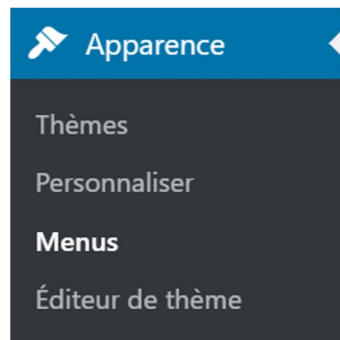 Apparence
Thèmes
Personnaliser
Menus
Éditeur de thème